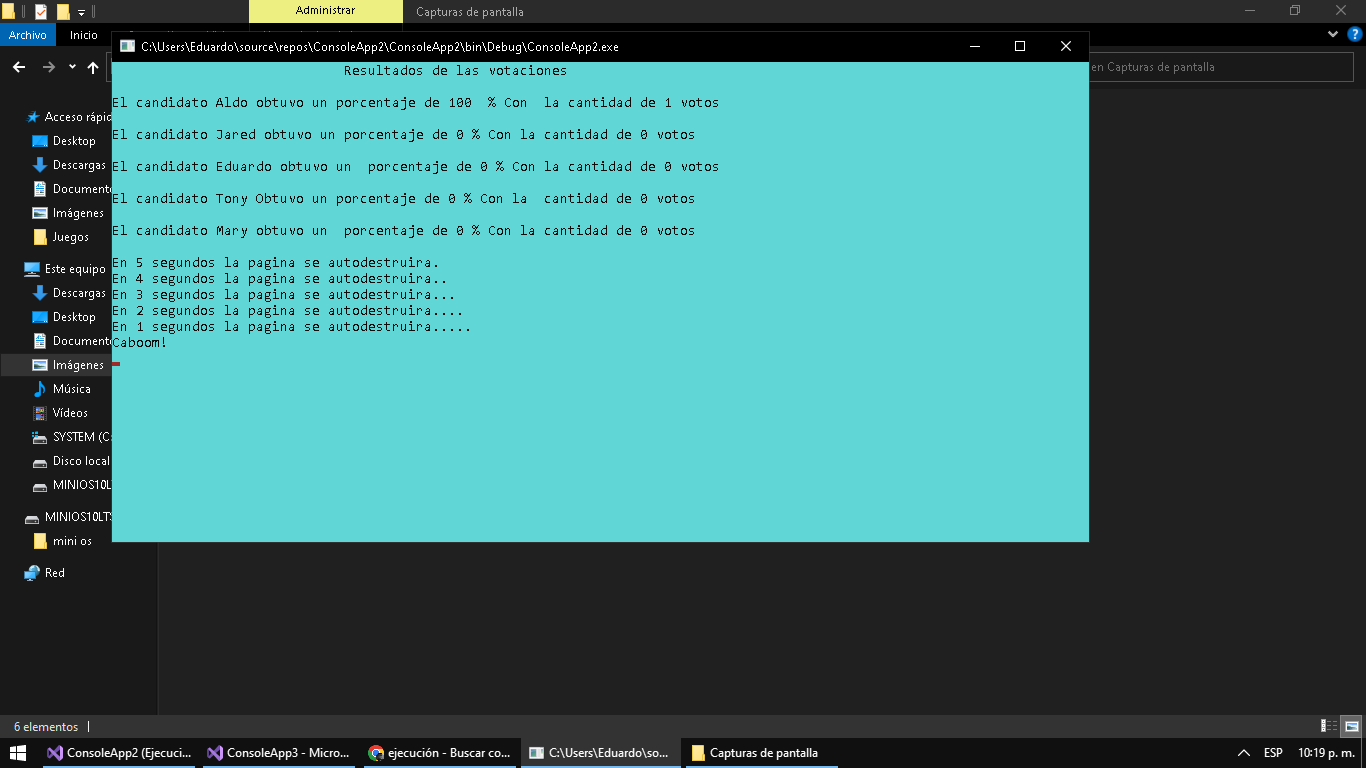 Administrar
Capturas de pantalla
Archivo
Inicio
C:\Users\Eduardo\source\repos\ConsoleApp2\ConsoleApp2\bin\Debug\ConsoleApp2.exe
en Capturas de pantalla
Resultados de las votaciones
El candidato Aldo obtuvo un porcentaje de 100  % Con  la cantidad de 1 votos
El candidato Jared obtuvo un porcentaje de 0 % Con la cantidad de 0 votos
El candidato Eduardo obtuvo un  porcentaje de 0 % Con la cantidad de 0 votos
El candidato Tony Obtuvo un porcentaje de 0 % Con la  cantidad de 0 votos
El candidato Mary obtuvo un  porcentaje de 0 % Con la cantidad de 0 votos
En 5 segundos la pagina se autodestruira.
En 4 segundos la pagina se autodestruira..
En 3 segundos la pagina se autodestruira...
En 2 segundos la pagina se autodestruira....
En 1 segundos la pagina se autodestruira.....
Caboom!
Acceso rápid
Desktop
Descargas
Document
Imágenes
Juegos
Este equipo
Descargas
Desktop
Document
Imágenes
Música
Vídeos
SYSTEM (C
Disco local
MINIOS10L
MINIOS10LTS
mini os
Red
6 elementos
ConsoleApp2 (Ejecuci...
ConsoleApp3 - Micro...
ejecución - Buscar co...
C:\Users\Eduardo\so...
Capturas de pantalla
ESP
10:19 p. m.